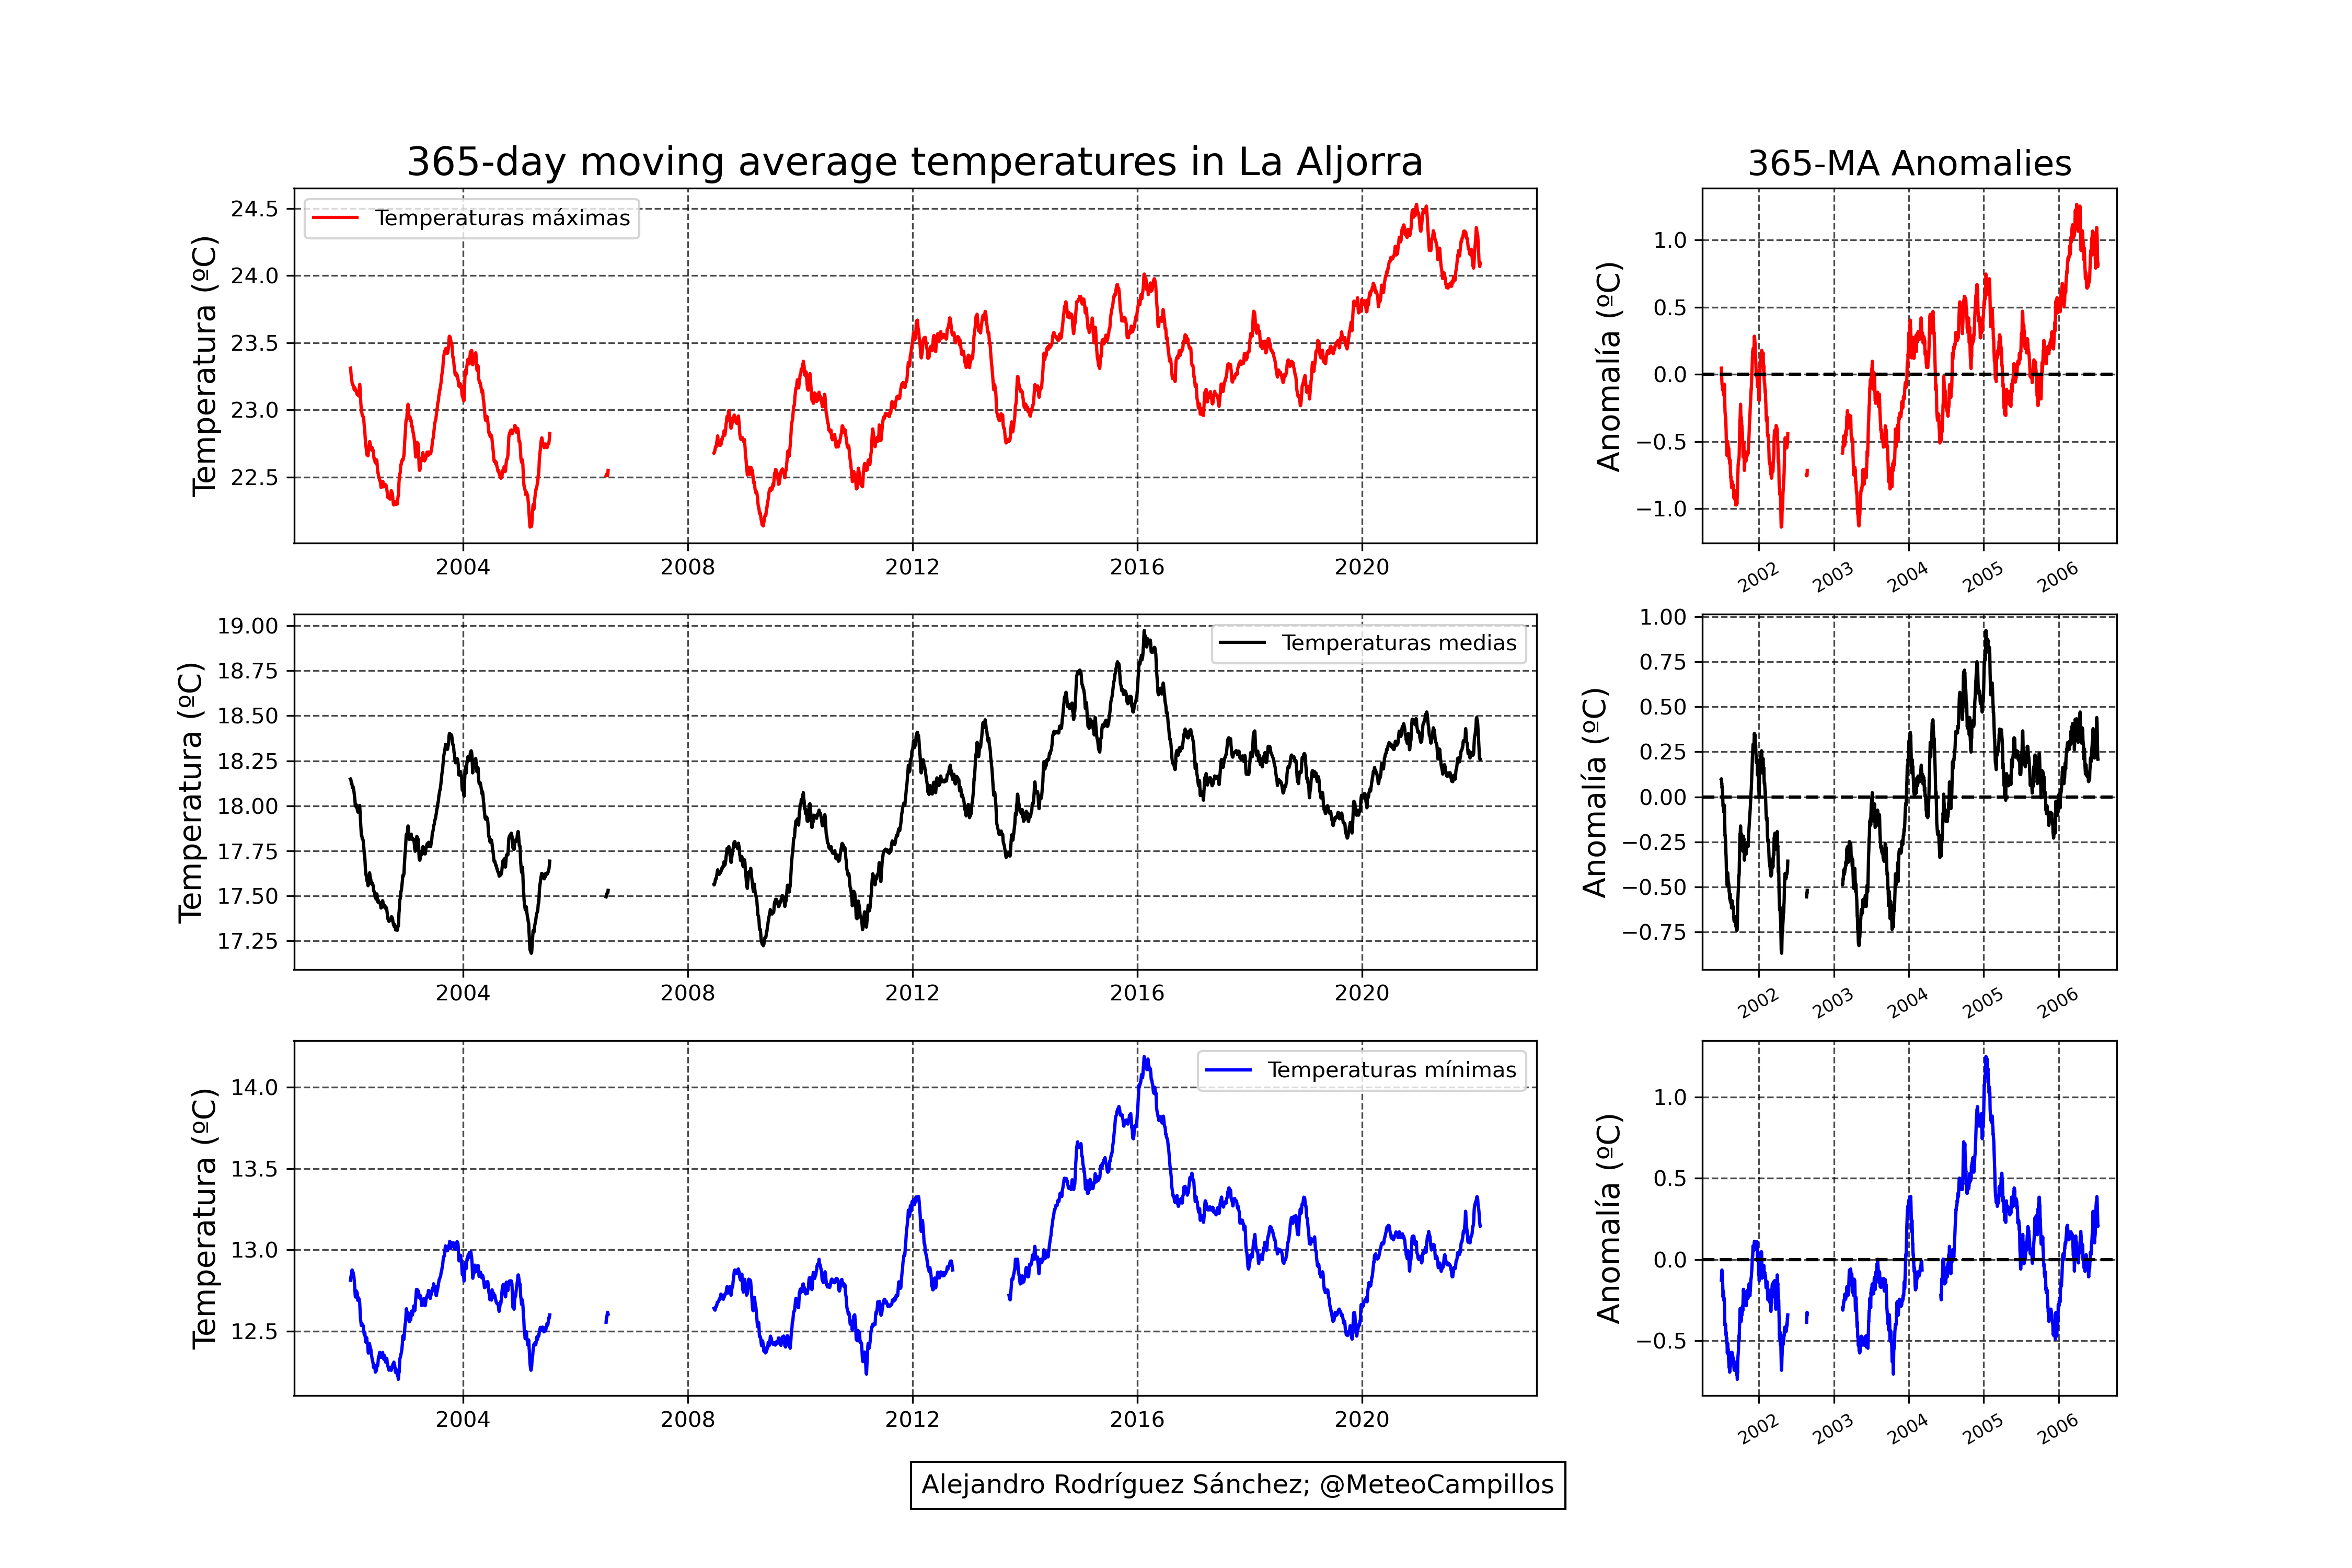 365-day moving average temperatures in La Aljorra
365-MA Anomalies
Temperatura (ºC)
24.5
24.0
23.5
23.0
22.5
Temperaturas máximas
2004 2008 2012 2016 2020
Anomalía (ºC)
1.0
0.5
0.0
−0.5
−1.0
2002 2003 2004 2005 2006
Temperatura (ºC)
19.00
18.75
18.50
18.25
18.00
17.75
17.50
17.25
Temperaturas medias
2004 2008 2012 2016 2020
Anomalía (ºC)
1.00
0.75
0.50
0.25
0.00
−0.25
−0.50
−0.75
2002 2003 2004 2005 2006
Temperatura (ºC)
14.0
13.5
13.0
12.5
Temperaturas mínimas
2004 2008 2012 2016 2020
Anomalía (ºC)
1.0
0.5
0.0
−0.5
2002 2003 2004 2005 2006
Alejandro Rodríguez Sánchez; @MeteoCampillos